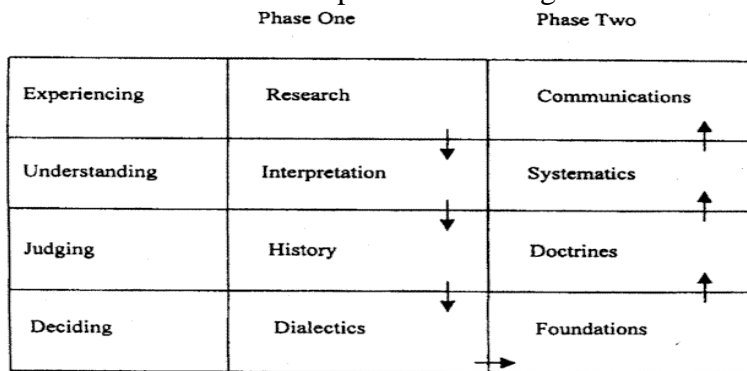 Phase One Phase Two
Experiencing Research Communications
Understanding Interpretation Systematics
Judging History Doctrines
Deciding Dialectics Foundations